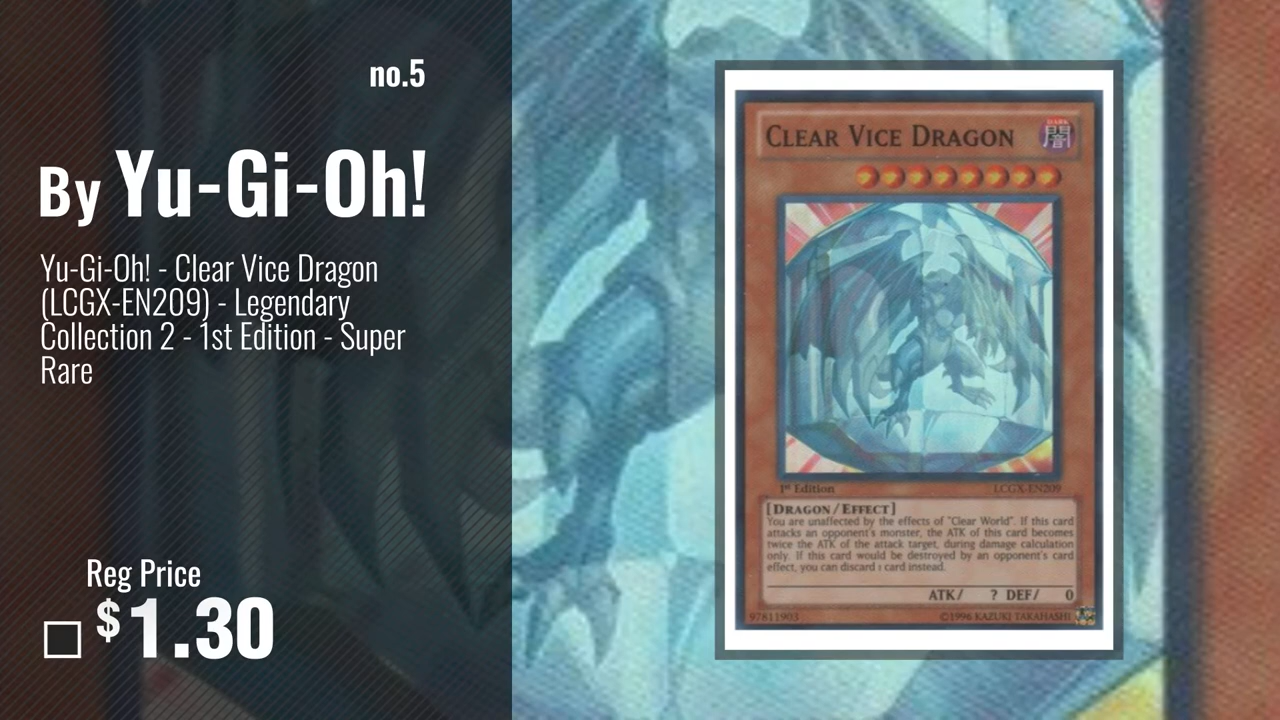 no.5
By Yu-Gi-Oh!
Yu-Gi-Oh! - Clear Vice Dragon
(LCGX-EN209) - Legendary
Collection 2 - 1st Edition - Super
Rare
Reg Price
$1.30
CLEAR VICE DRAGON
闇
1st Edition
LCGX-EN209
[DRAGON/EFFECT]
You are unaffected by the effects of "Clear World". If this card
attacks an opponent's monster, the ATK of this card becomes
twice the ATK of the attack target, during damage calculation
only. If this card would be destroyed by an opponent's card
effect, you can discard 1 card instead.
ATK/ ? DEF/ 0
97811903
©1996 KAZUKI TAKAHASHI